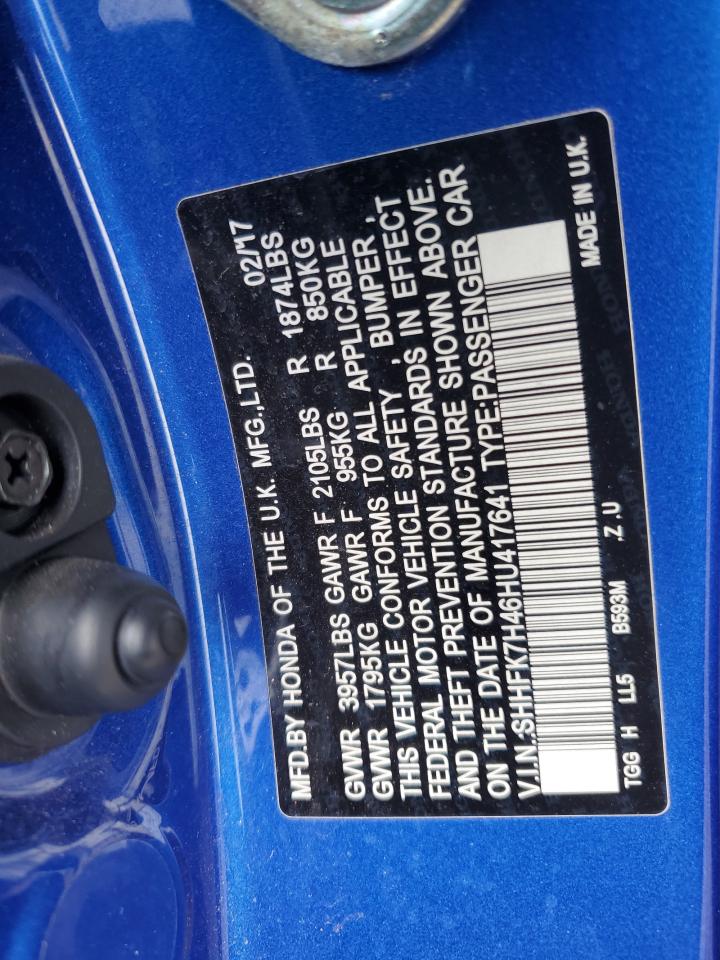 MFD.BY HONDA OF THE U.K. MFG.,LTD. 02/17
GVWR 3957LBS GAWR F 2105LBS R 1874LBS
GVWR 1795KG GAWR F 955KG R 850KG
THIS VEHICLE CONFORMS TO ALL APPLICABLE
FEDERAL MOTOR VEHICLE SAFETY , BUMPER ,
AND THEFT PREVENTION STANDARDS IN EFFECT
ON THE DATE OF MANUFACTURE SHOWN ABOVE.
V.I.N.:SHHFK7H46HU417641 TYPE:PASSENGER CAR
TGG H LL5 B593M .Z .U MADE IN U.K.